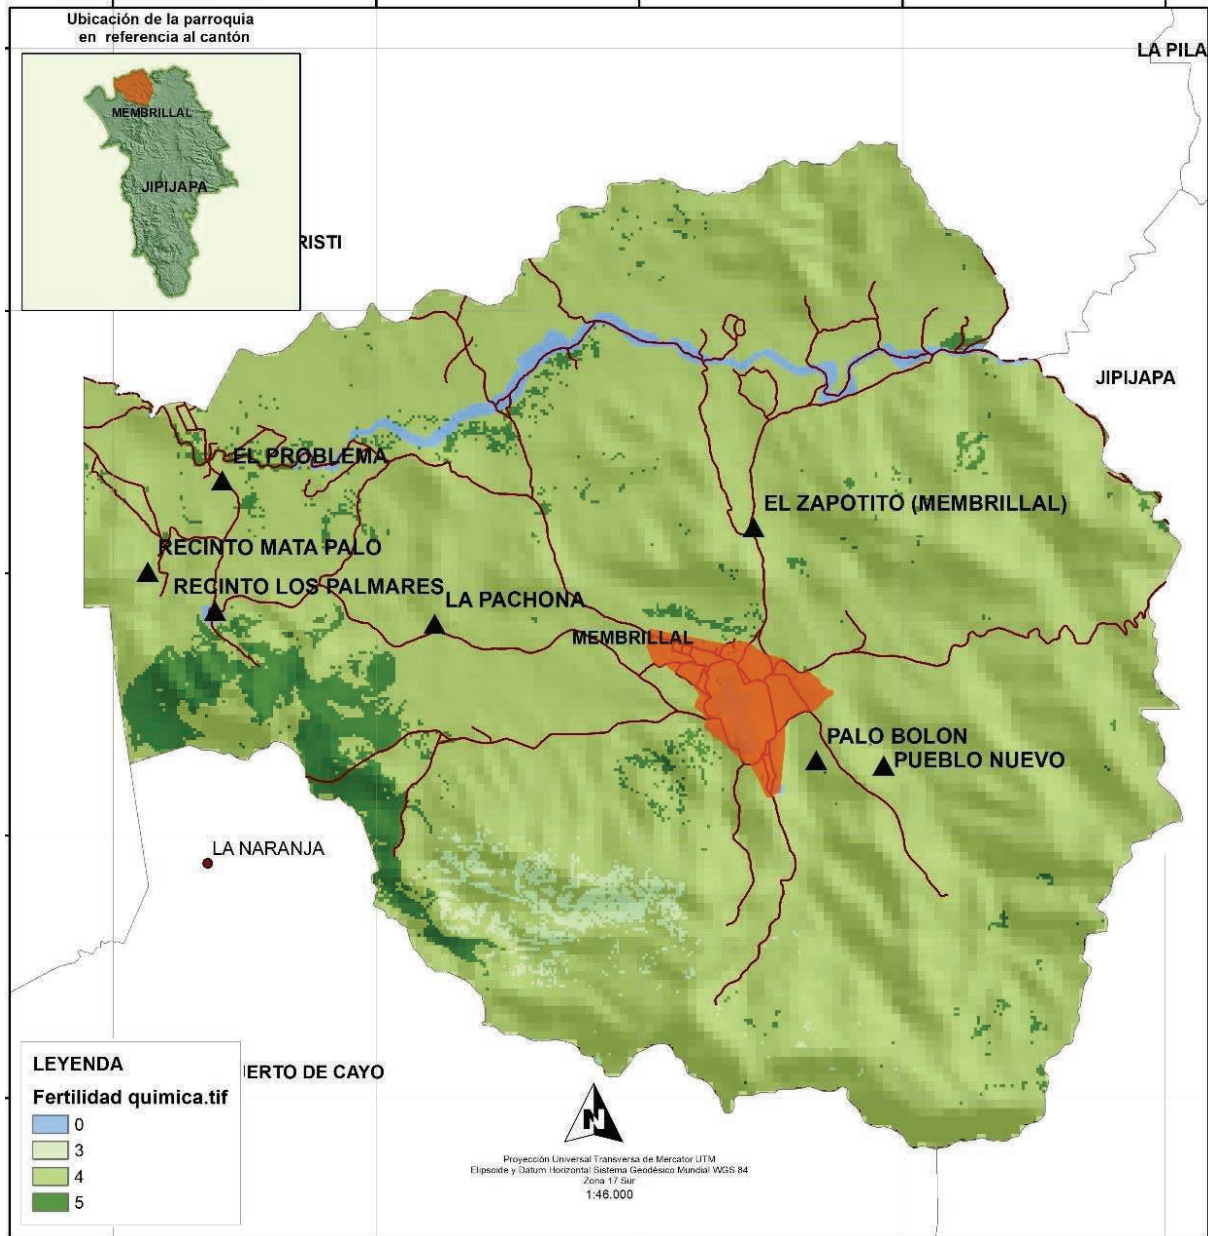 Ubicación de la parroquia
en referencia al cantón
MEMBRILLAL
JIPIJAPA
LA PILA
RISTI
JIPIJAPA
EL PROBLEMA
EL ZAPOTITO (MEMBRILLAL)
RECINTO MATA PALO
RECINTO LOS PALMARES
LA PACHONA
MEMBRILLAL
PALO BOLON
PUEBLO NUEVO
LA NARANJA
LEYENDA
Fertilidad quimica.tif
0
3
4
5
IERTO DE CAYO
N
Proyección Universal Transversa de Mercator UTM
Elipsoide y Datum Horizontal Sistema Geodésico Mundial WGS 84
Zona 17 Sur
1:46.000